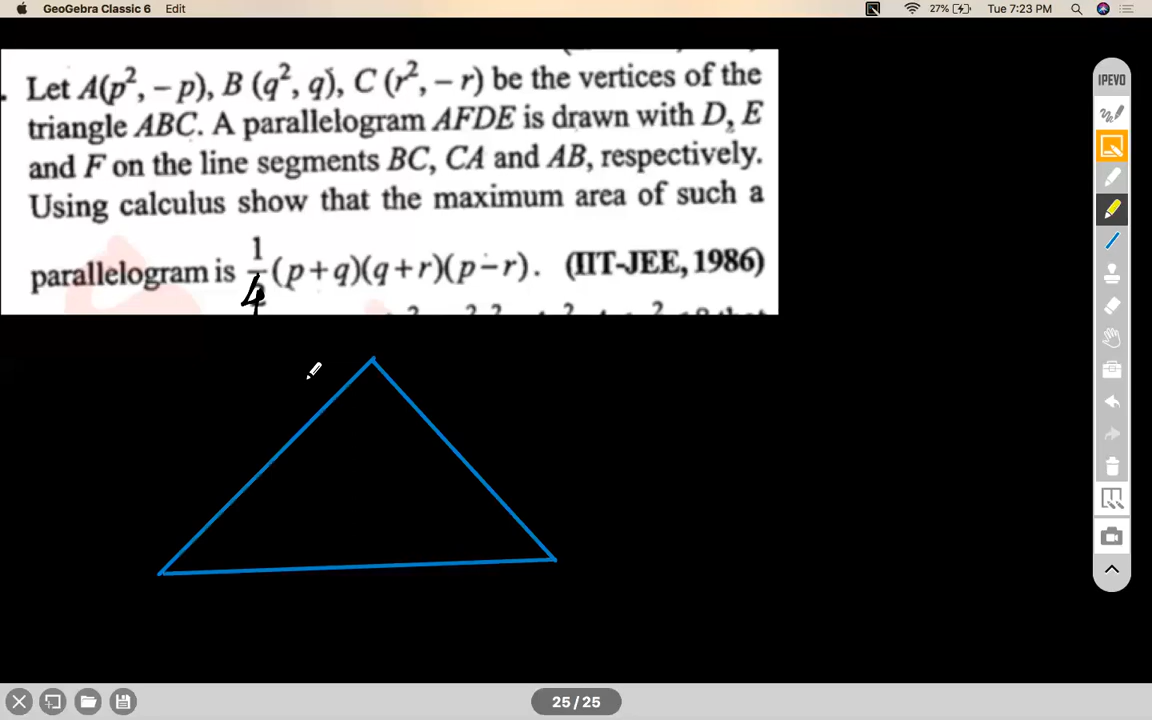 GeoGebra Classic 6 Edit 27% Tue 7:23 PM
Let A(p², − p), B (q², q), C (r², − r) be the vertices of the
triangle ABC. A parallelogram AFDE is drawn with D, E
and F on the line segments BC, CA and AB, respectively.
Using calculus show that the maximum area of such a
parallelogram is 1/4 (p+q)(q+r)(p−r). (IIT-JEE, 1986)
IPEVO
25 / 25